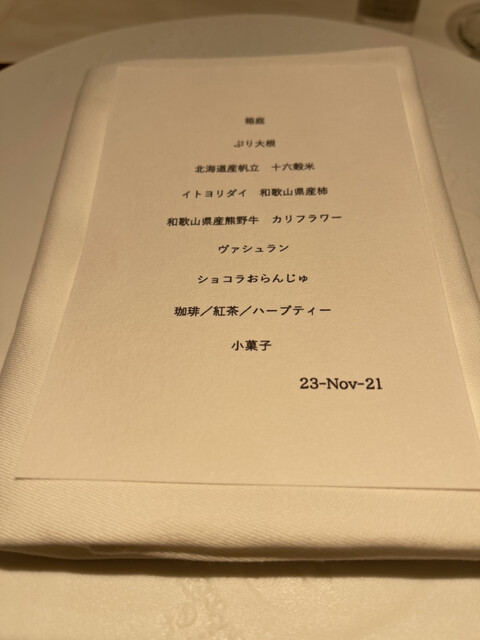 箱庭
ぶり大根
北海道産帆立　十六穀米
イトヨリダイ　和歌山県産柿
和歌山県産熊野牛　カリフラワー
ヴァシュラン
ショコラおらんじゅ
珈琲／紅茶／ハーブティー
小菓子
23-Nov-21